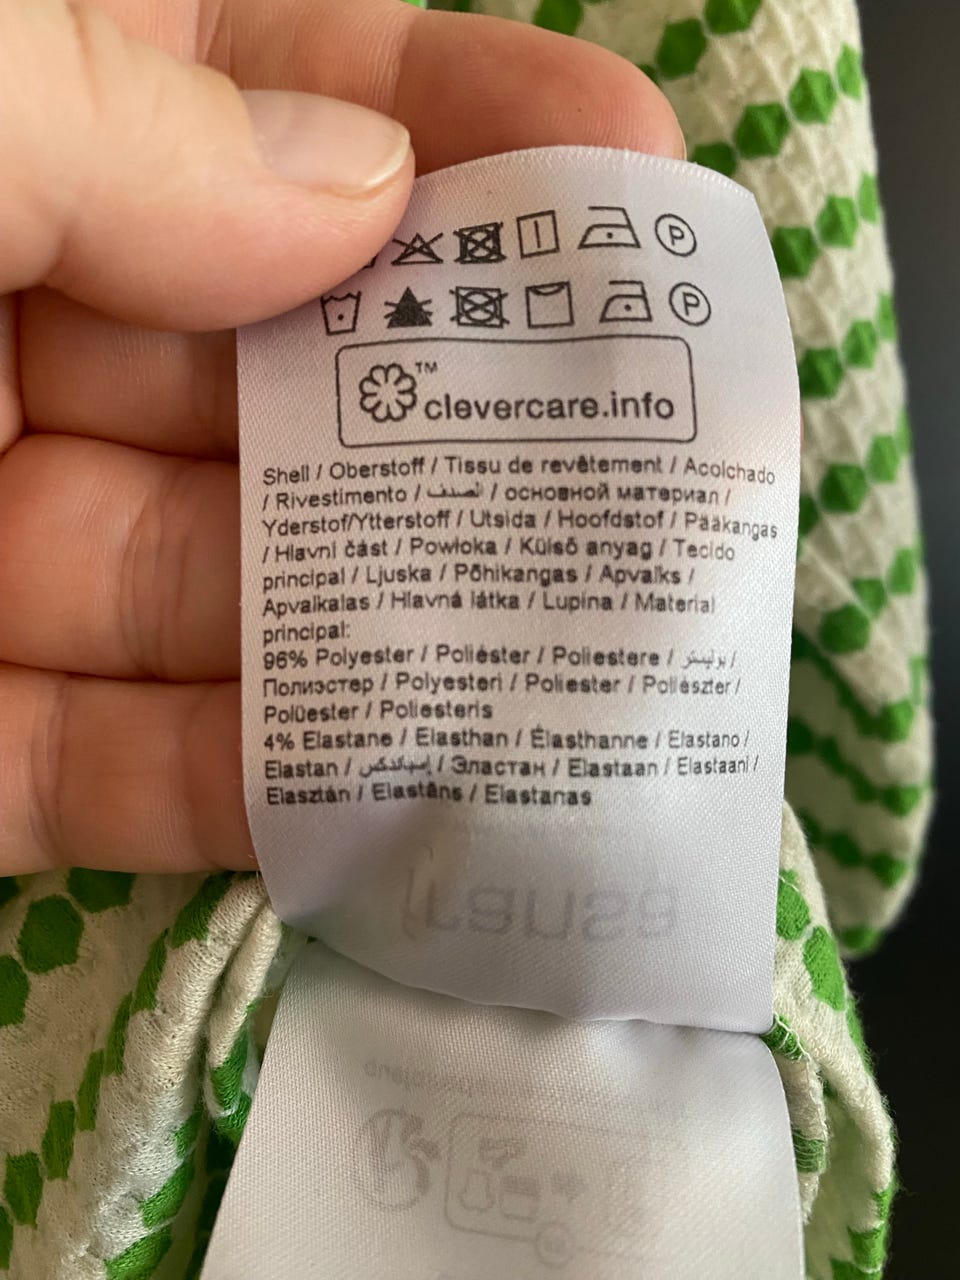 P
P
™
clevercare.info
Shell / Oberstoff / Tissu de revêtement / Acolchado
/ Rivestimento / الصدف / основной материал /
Yderstof/Ytterstoff / Utsida / Hoofdstof / Pääkangas
/ Hlavní část / Powłoka / Külső anyag / Tecido
principal / Ljuska / Põhikangas / Apvalks /
Apvalkalas / Hlavná látka / Lupina / Material
principal:
96% Polyester / Poliéster / Poliestere / بوليستر /
Полиэстер / Polyesteri / Poliester / Poliészter /
Polüester / Poliesteris
4% Elastane / Elasthan / Élasthanne / Elastano /
Elastan / إسباندكس / Эластан / Elastaan / Elastaani /
Elasztán / Elastāns / Elastanas